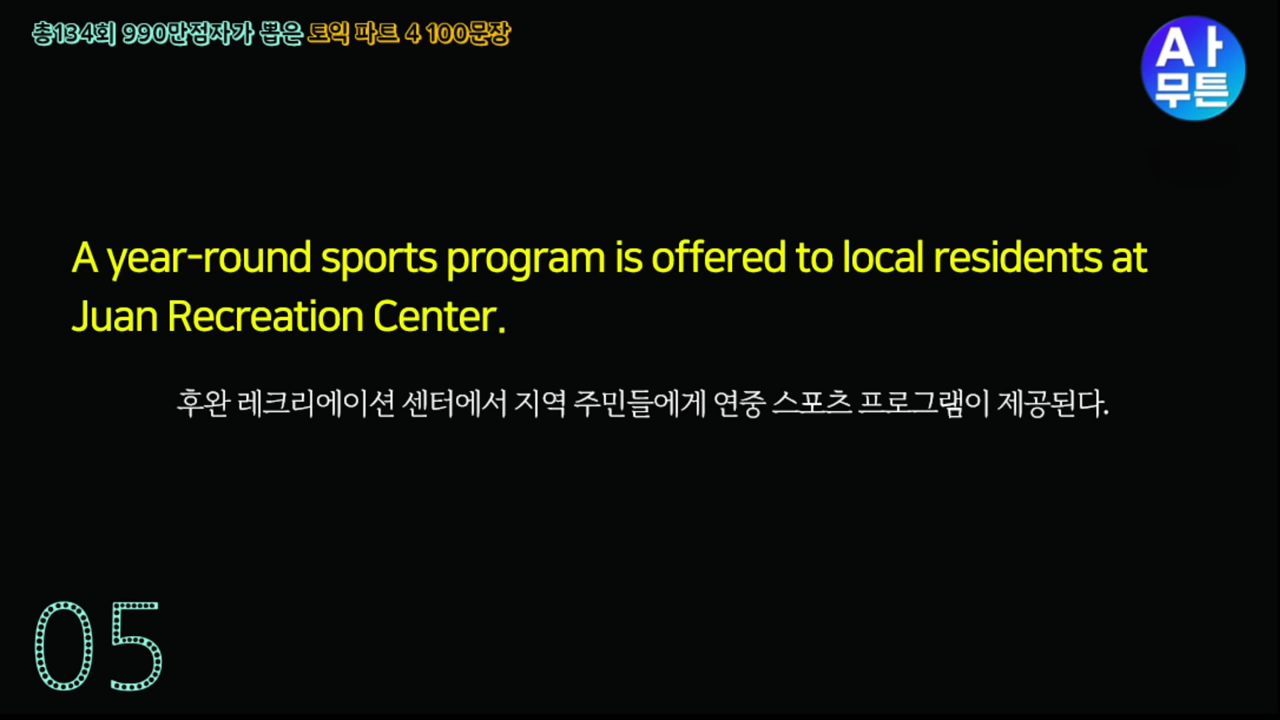 총134회 990만점자가 뽑은 토익 파트 4 100문장
A아
무튼
A year-round sports program is offered to local residents at
Juan Recreation Center.
후완 레크리에이션 센터에서 지역 주민들에게 연중 스포츠 프로그램이 제공된다.
05